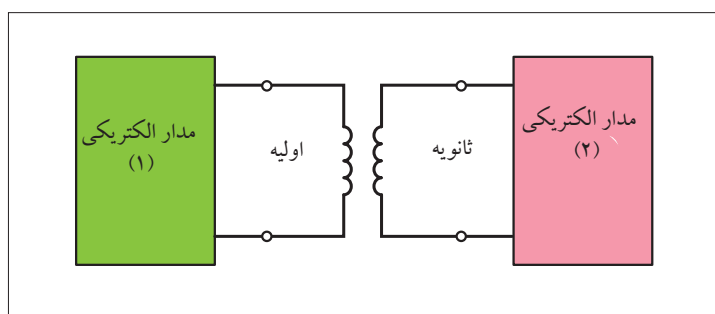 مدار الکتریکی
(۱)
اولیه
ثانویه
مدار الکتریکی
(۲)